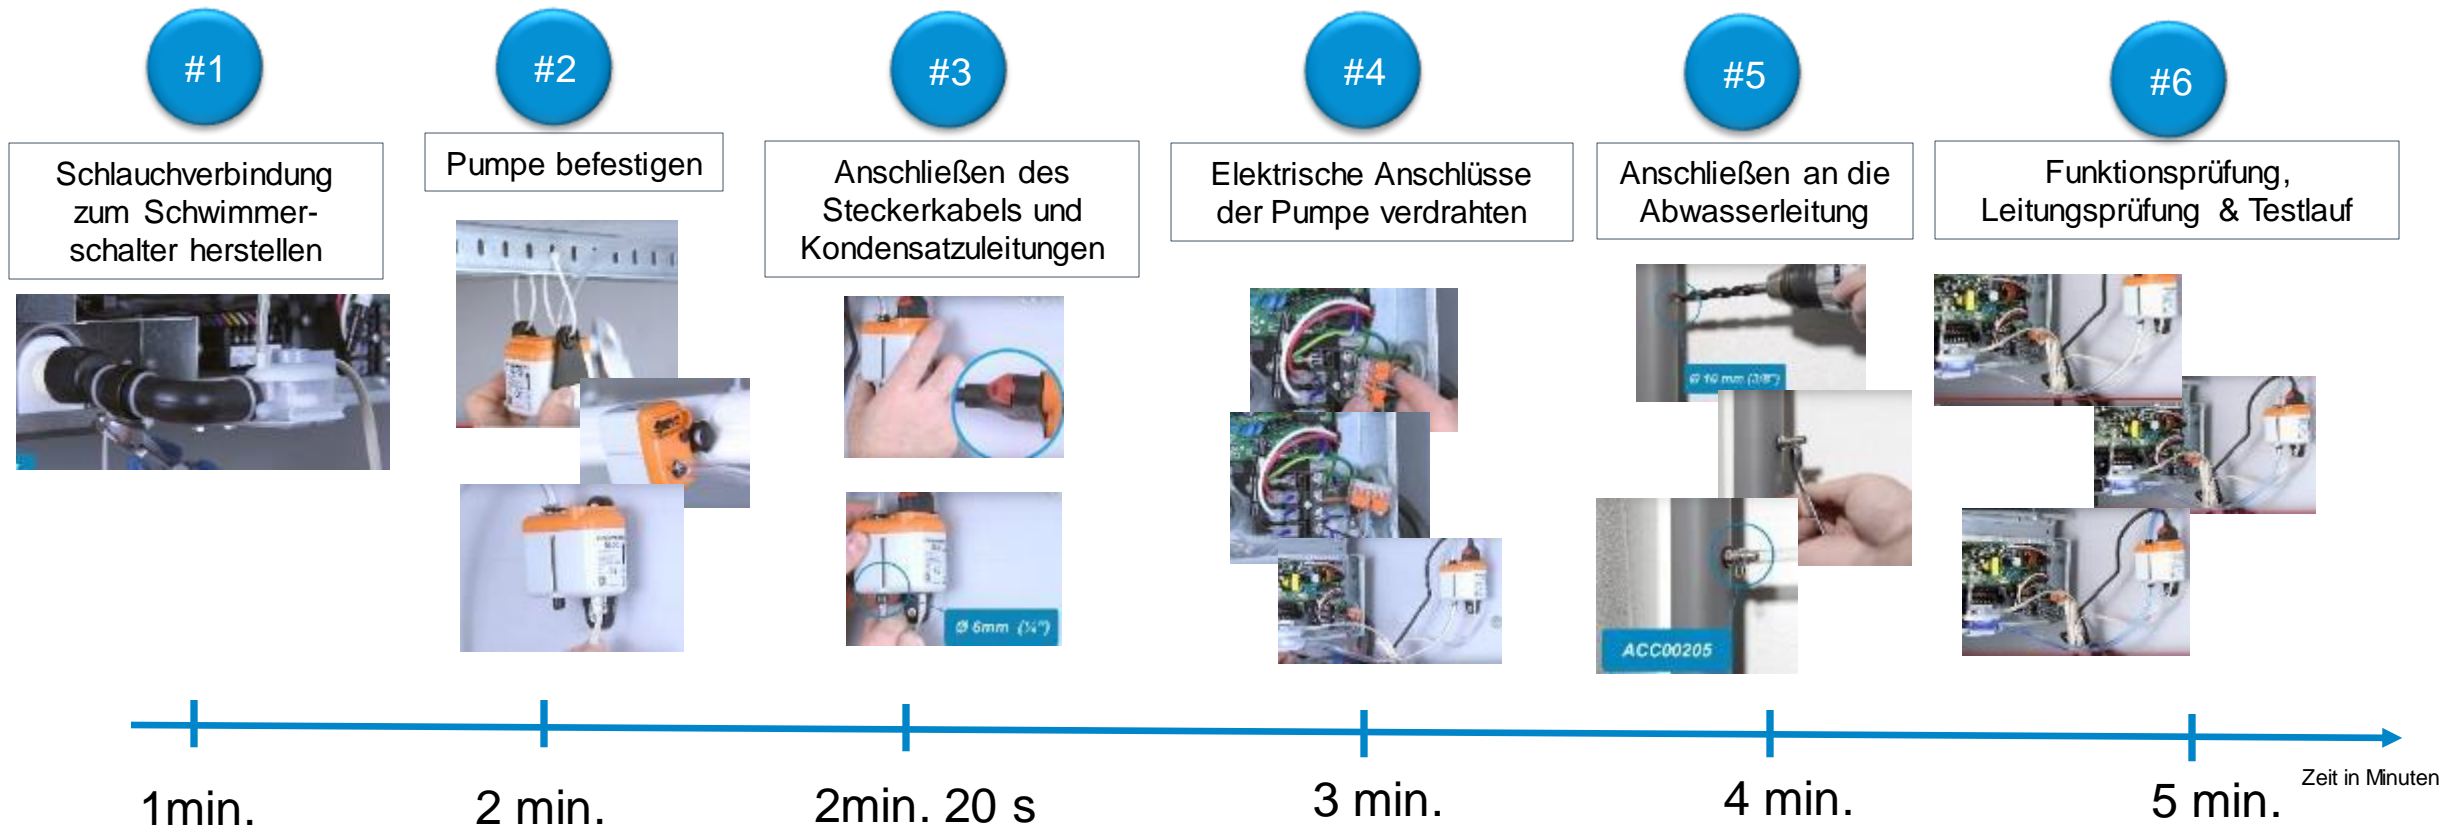 #1
#2
#3
#4
#5
#6
Schlauchverbindung
zum Schwimmer-
schalter herstellen
Pumpe befestigen
Anschließen des
Steckerkabels und
Kondensatzuleitungen
Elektrische Anschlüsse
der Pumpe verdrahten
Anschließen an die
Abwasserleitung
Funktionsprüfung,
Leitungsprüfung & Testlauf
Ø 10 mm (3/8")
Ø 6mm (¼")
ACC00205
1min.
2 min.
2min. 20 s
3 min.
4 min.
5 min.
Zeit in Minuten